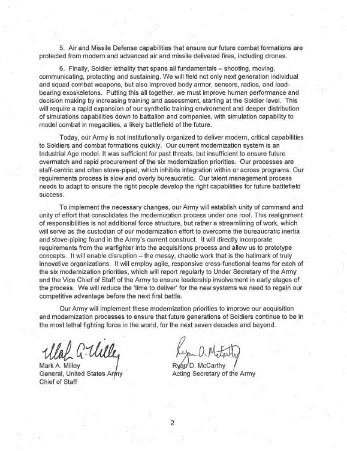 5. Air and Missile Defense capabilities that ensure our future combat formations are
protected from modern and advanced air and missile delivered fires, including drones.
6. Finally, Soldier lethality that spans all fundamentals – shooting, moving,
communicating, protecting and sustaining. We will field not only next generation individual
and squad combat weapons, but also improved body armor, sensors, radios, and load-
bearing exoskeletons. Putting this all together, we must improve human performance and
decision making by increasing training and assessment, starting at the Soldier level. This
will require a rapid expansion of our synthetic training environment and deeper distribution
of simulations capabilities down to battalion and companies, with simulation capability to
model combat in megacities, a likely battlefield of the future.
Today, our Army is not institutionally organized to deliver modern, critical capabilities
to Soldiers and combat formations quickly. Our current modernization system is an
Industrial Age model. It was sufficient for past threats, but insufficient to ensure future
overmatch and rapid procurement of the six modernization priorities. Our processes are
staff-centric and often stove-piped, which inhibits integration within or across programs. Our
requirements process is slow and overly bureaucratic. Our talent management process
needs to adapt to ensure the right people develop the right capabilities for future battlefield
success.
To implement the necessary changes, our Army will establish unity of command and
unity of effort that consolidates the modernization process under one roof. This realignment
of responsibilities is not additional force structure, but rather a streamlining of work, which
will serve as the custodian of our modernization effort to overcome the bureaucratic inertia
and stove-piping found in the Army's current construct. It will directly incorporate
requirements from the warfighter into the acquisitions process and allow us to prototype
concepts. It will enable disruption – the messy, chaotic work that is the hallmark of truly
innovative organizations. It will employ agile, responsive cross-functional teams for each of
the six modernization priorities, which will report regularly to Under Secretary of the Army
and the Vice Chief of Staff of the Army to ensure leadership involvement in early stages of
the process. We will reduce the 'time to deliver' for the new systems we need to regain our
competitive advantage before the next first battle.
Our Army will implement these modernization priorities to improve our acquisition
and modernization processes to ensure that future generations of Soldiers continue to be in
the most lethal fighting force in the world, for the next seven decades and beyond.
Mark A. Milley
General, United States Army
Chief of Staff
Ryan D. McCarthy
Acting Secretary of the Army
2